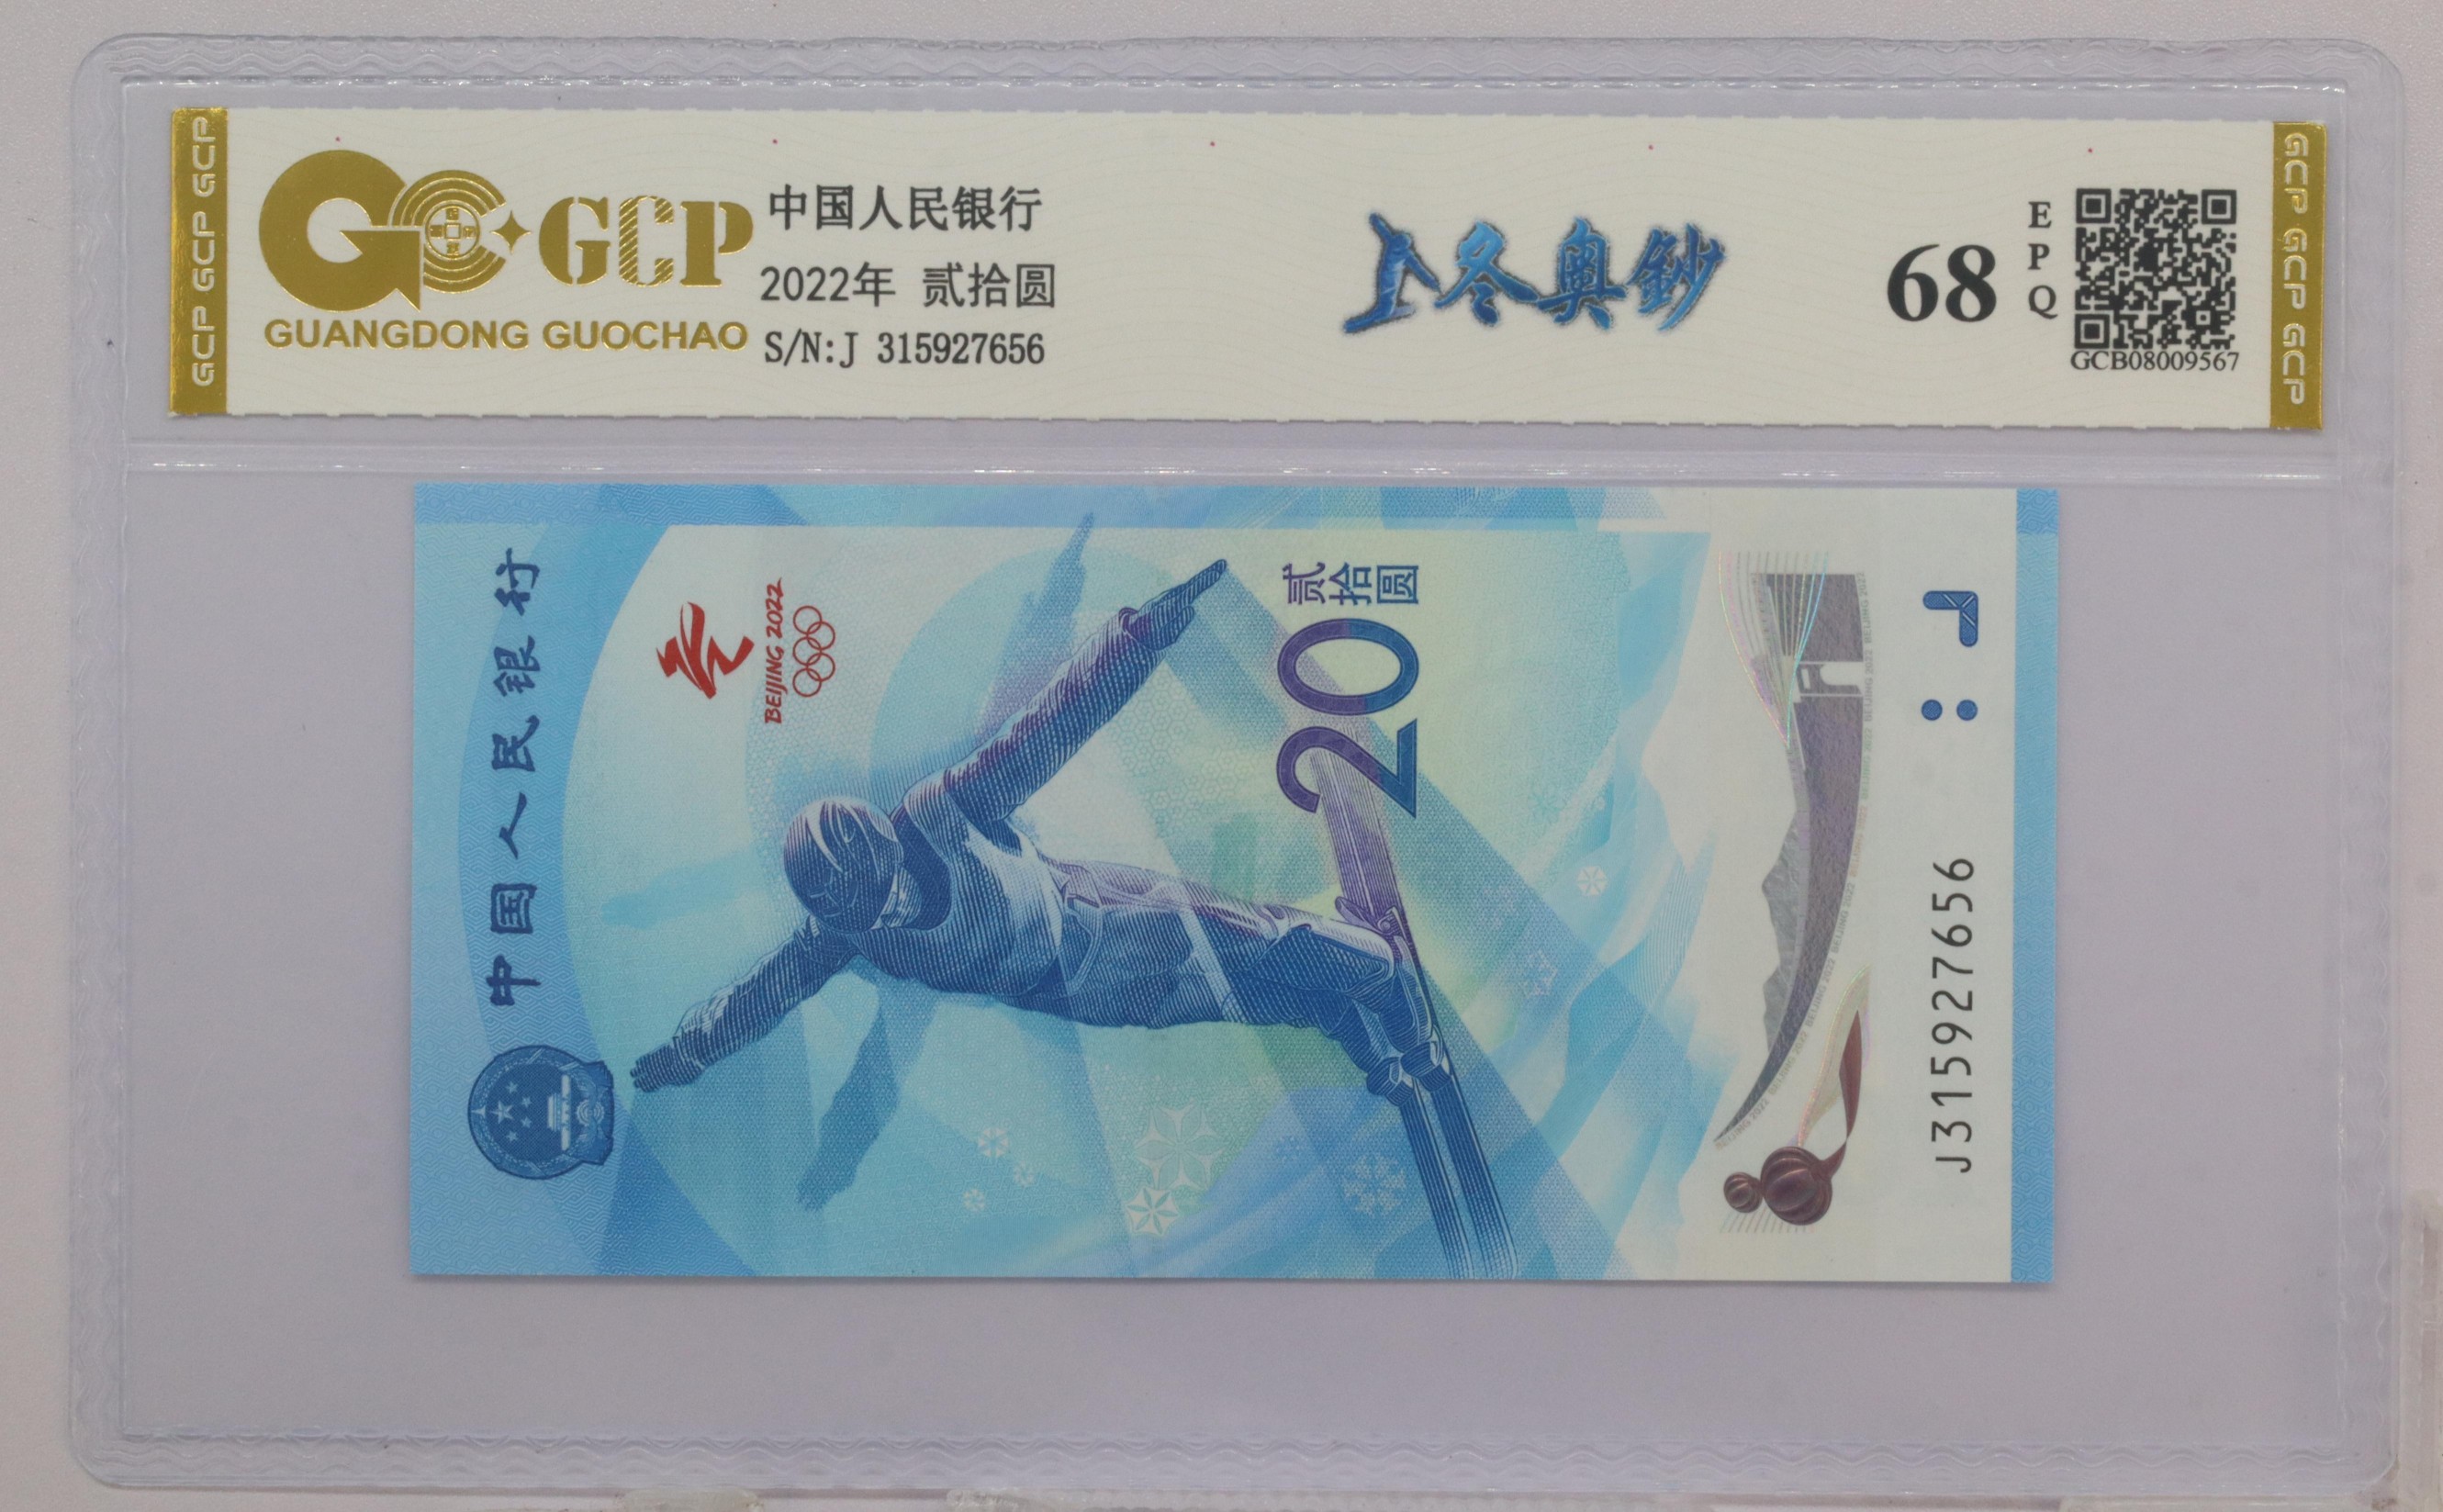 GCP GCP GCP
GCP
GUANGDONG GUOCHAO
中国人民银行
2022年 贰拾圆
S/N:J 315927656
冬奥鈔
68
EPQ
GCB08009567
GCP GCP GCP
中国人民银行
BEIJING 2022
贰拾圆
20
J315927656